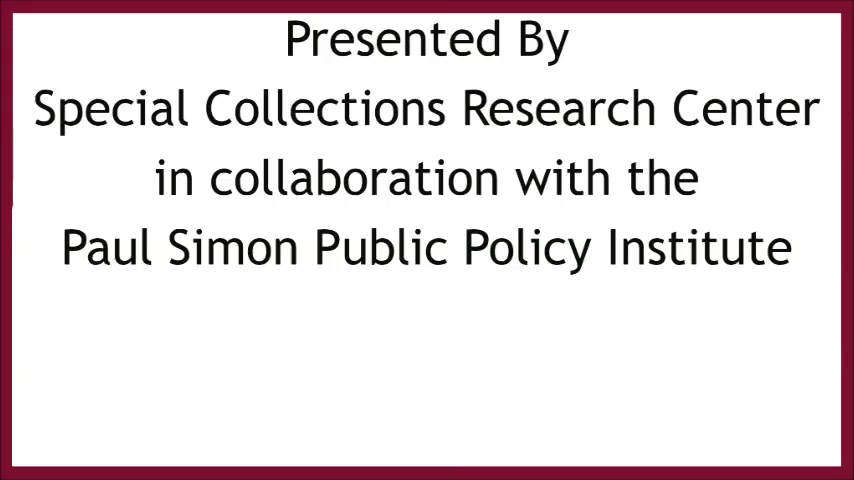 Presented By
Special Collections Research Center
in collaboration with the
Paul Simon Public Policy Institute